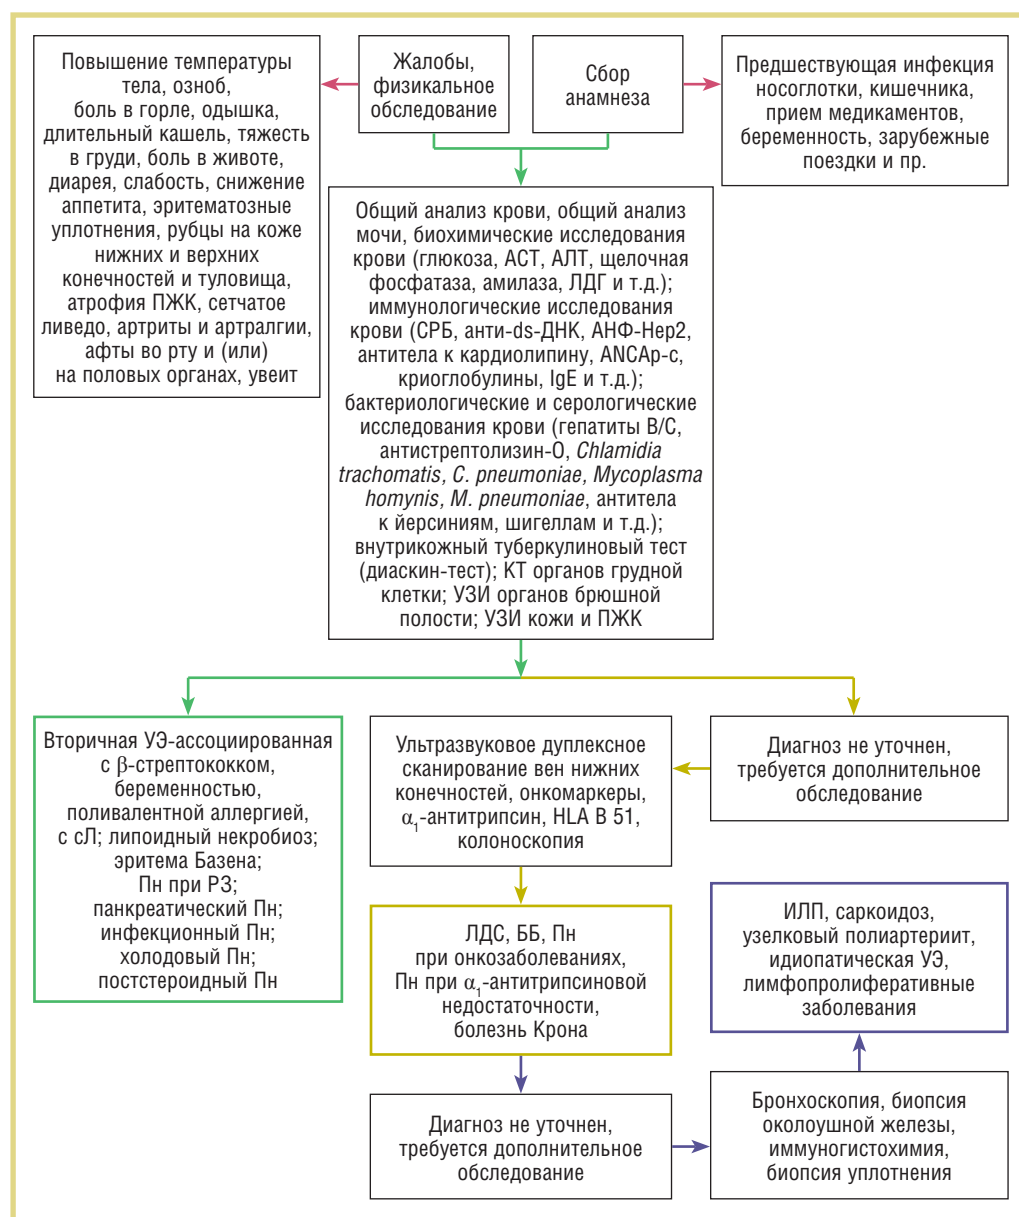 Повышение температуры
тела, озноб,
боль в горле, одышка,
длительный кашель, тяжесть
в груди, боль в животе,
диарея, слабость, снижение
аппетита, эритематозные
уплотнения, рубцы на коже
нижних и верхних
конечностей и туловища,
атрофия ПЖК, сетчатое
ливедо, артриты и артралгии,
афты во рту и (или)
на половых органах, увеит
Жалобы,
физикальное
обследование
Сбор
анамнеза
Предшествующая инфекция
носоглотки, кишечника,
прием медикаментов,
беременность, зарубежные
поездки и пр.
Общий анализ крови, общий анализ
мочи, биохимические исследования
крови (глюкоза, АСТ, АЛТ, щелочная
фосфатаза, амилаза, ЛДГ и т.д.);
иммунологические исследования
крови (СРБ, анти-ds-ДНК, АНФ-Нер2,
антитела к кардиолипину, ANCAp-c,
криоглобулины, IgE и т.д.);
бактериологические и серологические
исследования крови (гепатиты В/С,
антистрептолизин-О, Chlamidia
trachomatis, C. pneumoniae, Mycoplasma
homynis, M. pneumoniae, антитела
к йерсиниям, шигеллам и т.д.);
внутрикожный туберкулиновый тест
(диаскин-тест); КТ органов грудной
клетки; УЗИ органов брюшной
полости; УЗИ кожи и ПЖК
Вторичная УЭ-ассоциированная
с β-стрептококком,
беременностью,
поливалентной аллергией,
с сЛ; липоидный некробиоз;
эритема Базена;
Пн при РЗ;
панкреатический Пн;
инфекционный Пн;
холодовый Пн;
постстероидный Пн
Ультразвуковое дуплексное
сканирование вен нижних
конечностей, онкомаркеры,
α₁-антитрипсин, HLA B 51,
колоноскопия
Диагноз не уточнен,
требуется дополнительное
обследование
ЛДС, ББ, Пн
при онкозаболеваниях,
Пн при α₁-антитрипсиновой
недостаточности,
болезнь Крона
ИЛП, саркоидоз,
узелковый полиартериит,
идиопатическая УЭ,
лимфопролиферативные
заболевания
Диагноз не уточнен,
требуется дополнительное
обследование
Бронхоскопия, биопсия
околоушной железы,
иммуногистохимия,
биопсия уплотнения